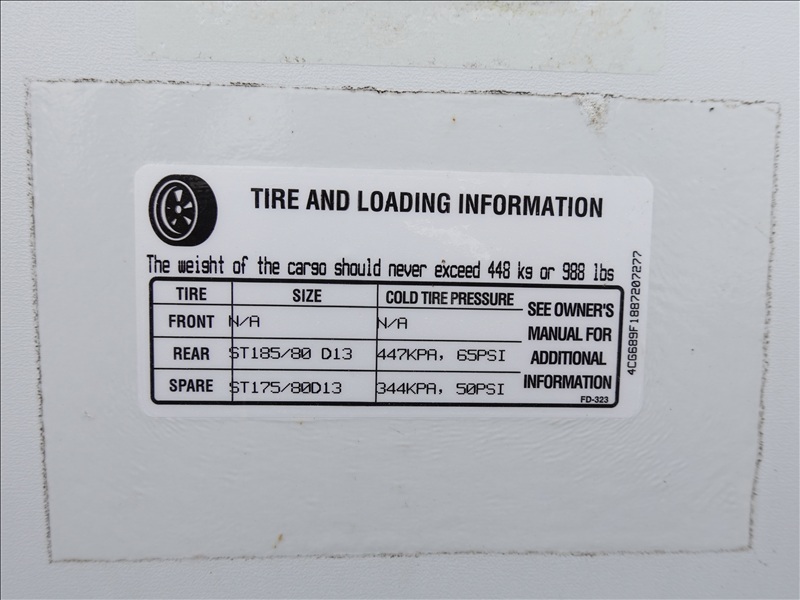 TIRE AND LOADING INFORMATION
The weight of the cargo should never exceed 448 kg or 988 lbs
TIRE SIZE COLD TIRE PRESSURE
FRONT N/A N/A
REAR ST185/80 D13 447KPA, 65PSI
SPARE ST175/80D13 344KPA, 50PSI
SEE OWNER'S
MANUAL FOR
ADDITIONAL
INFORMATION
FD-323
4CG689F1887207277